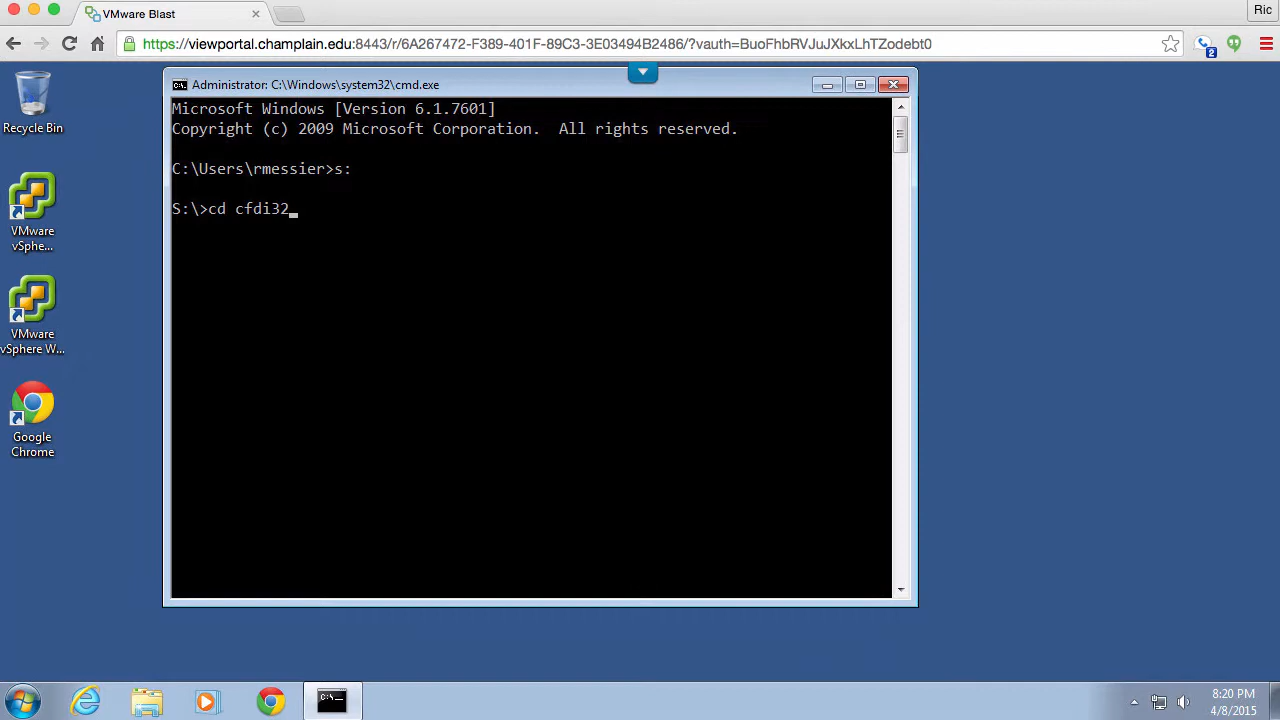 VMware Blast
Ric
https://viewportal.champlain.edu:8443/r/6A267472-F389-401F-89C3-3E03494B2486/?vauth=BuoFhbRVJuJXkxLhTZodebt0
2
Administrator: C:\Windows\system32\cmd.exe
Microsoft Windows [Version 6.1.7601]
Copyright (c) 2009 Microsoft Corporation.  All rights reserved.
C:\Users\rmessier>s:
S:\>cd cfdi32_
Recycle Bin
VMware
vSphe...
VMware
vSphere W...
Google
Chrome
8:20 PM
4/8/2015